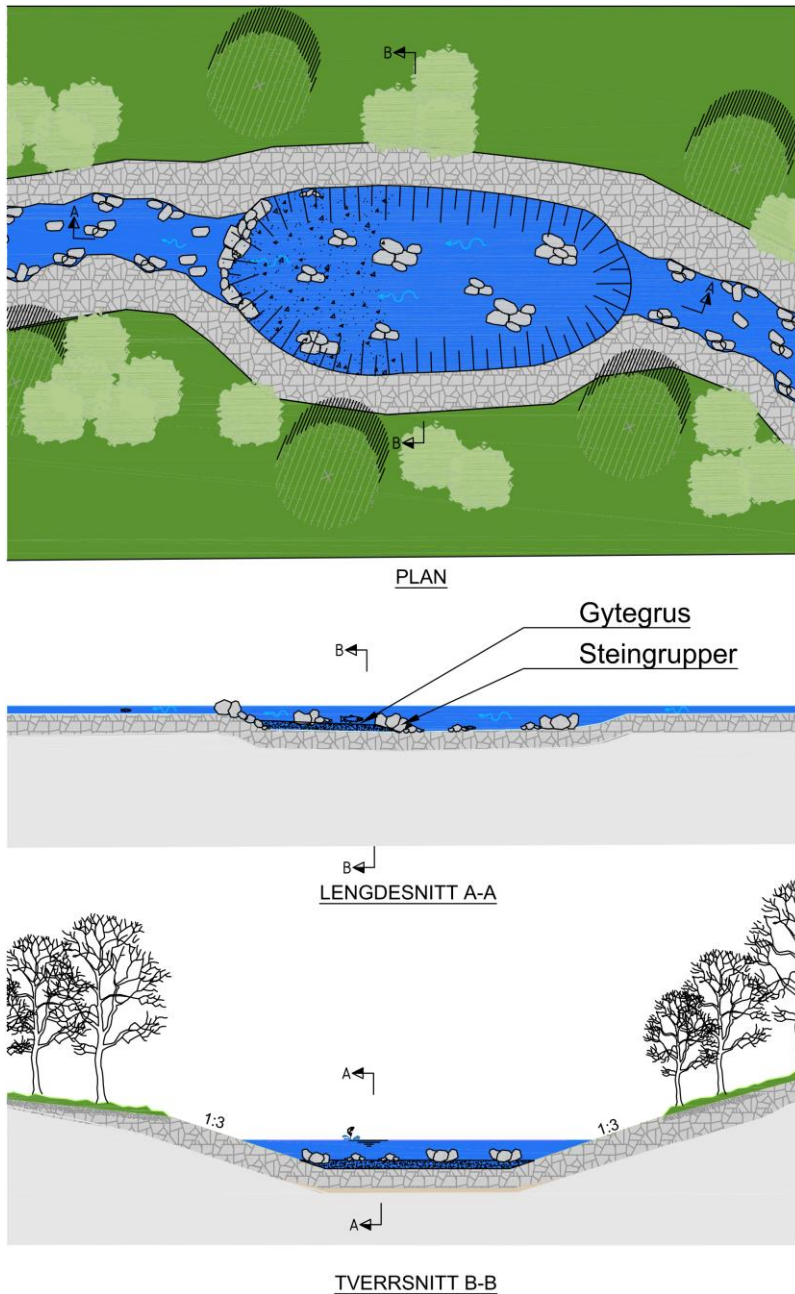 B
A
A
B
PLAN
Gytegrus
Steingrupper
B
B
LENGDESNITT A-A
A
1:3
1:3
A
TVERRSNITT B-B